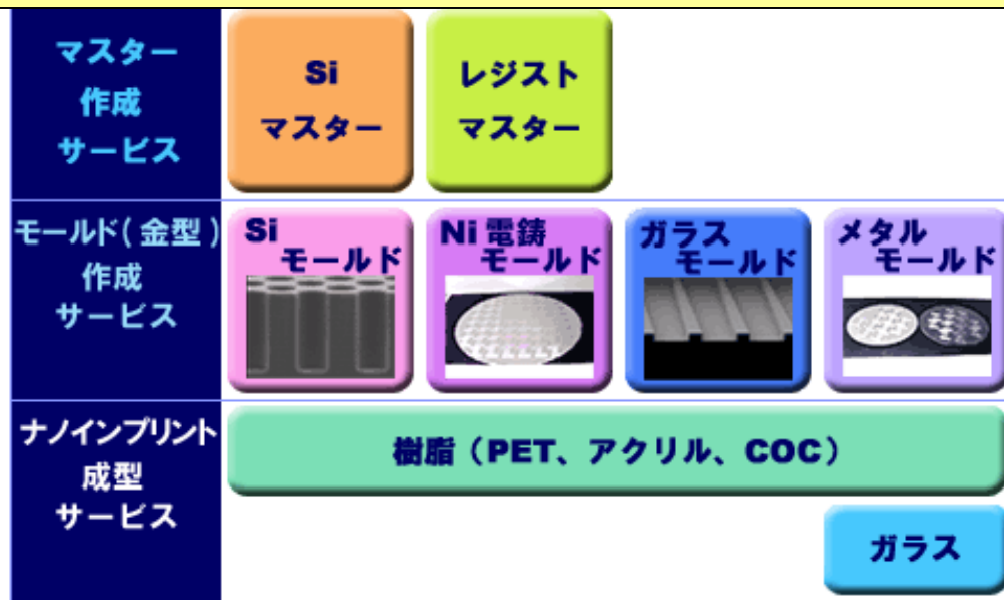 マスター
作成
サービス
Si
マスター
レジスト
マスター
モールド(金型)
作成
サービス
Si
モールド
Ni 電鋳
モールド
ガラス
モールド
メタル
モールド
ナノインプリント
成型
サービス
樹脂（PET、アクリル、COC）
ガラス